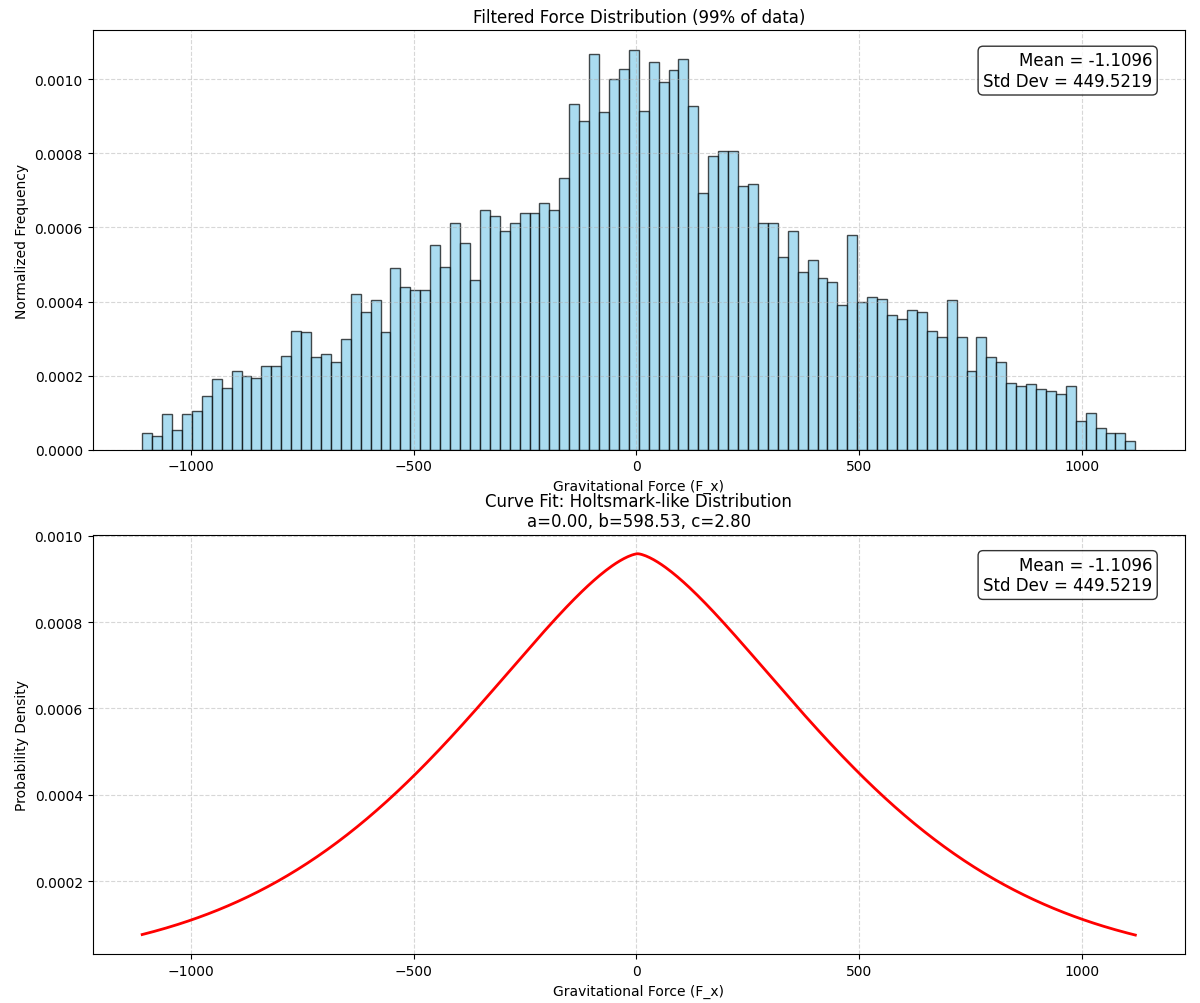 Filtered Force Distribution (99% of data)
Mean = -1.1096
Std Dev = 449.5219
Normalized Frequency
0.0010
0.0008
0.0006
0.0004
0.0002
0.0000
−1000
−500
0
500
1000
Gravitational Force (F_x)
Curve Fit: Holtsmark-like Distribution
a=0.00, b=598.53, c=2.80
Mean = -1.1096
Std Dev = 449.5219
Probability Density
0.0010
0.0008
0.0006
0.0004
0.0002
−1000
−500
0
500
1000
Gravitational Force (F_x)